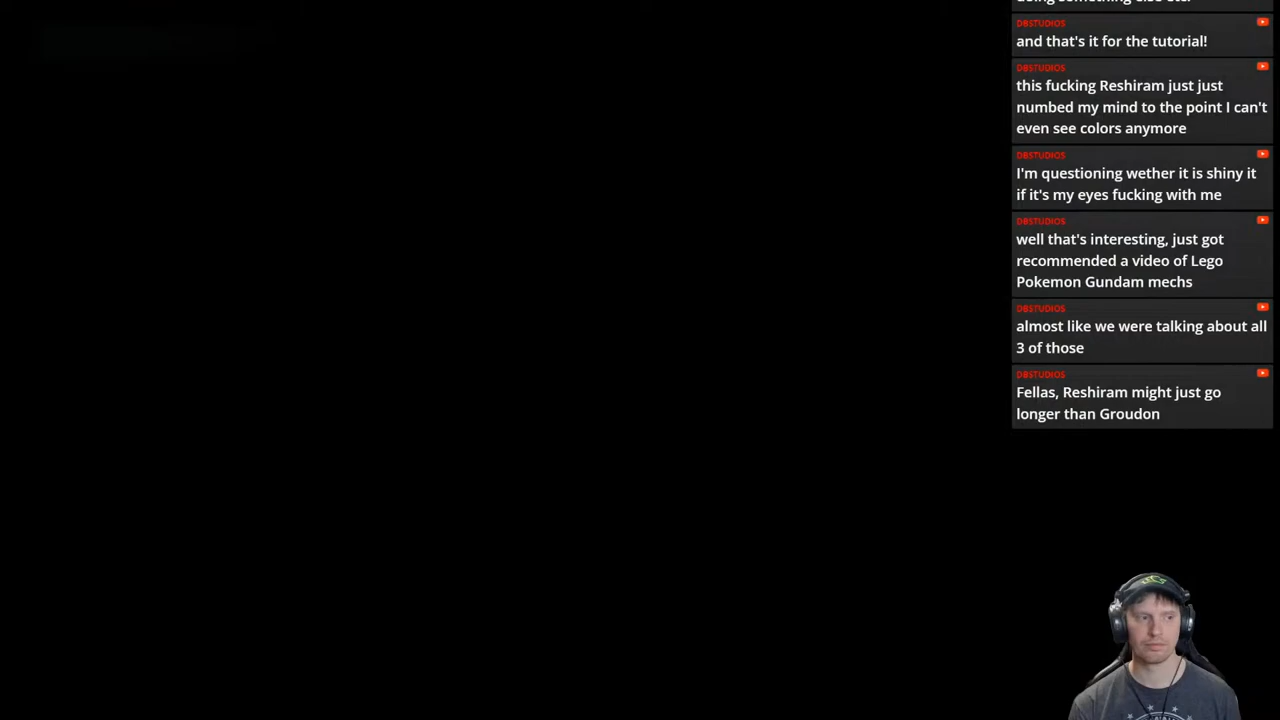 DBSTUDIOS
and that's it for the tutorial!
DBSTUDIOS
this fucking Reshiram just just
numbed my mind to the point I can't
even see colors anymore
DBSTUDIOS
I'm questioning wether it is shiny it
if it's my eyes fucking with me
DBSTUDIOS
well that's interesting, just got
recommended a video of Lego
Pokemon Gundam mechs
DBSTUDIOS
almost like we were talking about all
3 of those
DBSTUDIOS
Fellas, Reshiram might just go
longer than Groudon